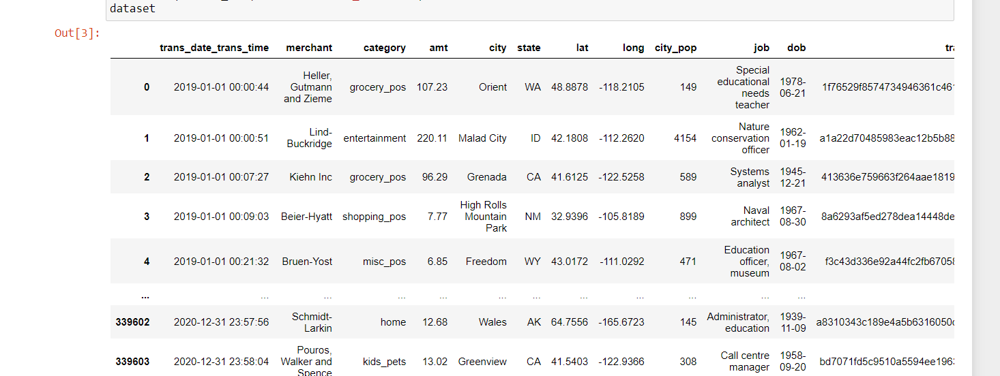 dataset
Out[3]:
trans_date_trans_time merchant category amt city state lat long city_pop job dob
0 2019-01-01 00:00:44 Heller, Gutmann and Zieme grocery_pos 107.23 Orient WA 48.8878 -118.2105 149 Special educational needs teacher 1978-06-21 1f76529f8574734946361c461
1 2019-01-01 00:00:51 Lind-Buckridge entertainment 220.11 Malad City ID 42.1808 -112.2620 4154 Nature conservation officer 1962-01-19 a1a22d70485983eac12b5b88
2 2019-01-01 00:07:27 Kiehn Inc grocery_pos 96.29 Grenada CA 41.6125 -122.5258 589 Systems analyst 1945-12-21 413636e759663f264aae1819
3 2019-01-01 00:09:03 Beier-Hyatt shopping_pos 7.77 High Rolls Mountain Park NM 32.9396 -105.8189 899 Naval architect 1967-08-30 8a6293af5ed278dea14448de
4 2019-01-01 00:21:32 Bruen-Yost misc_pos 6.85 Freedom WY 43.0172 -111.0292 471 Education officer, museum 1967-08-02 f3c43d336e92a44fc2fb67058
... ... ... ... ... ... ... ... ... ... ... ...
339602 2020-12-31 23:57:56 Schmidt-Larkin home 12.68 Wales AK 64.7556 -165.6723 145 Administrator, education 1939-11-09 a8310343c189e4a5b6316050
339603 2020-12-31 23:58:04 Pouros, Walker and Spence kids_pets 13.02 Greenview CA 41.5403 -122.9366 308 Call centre manager 1958-09-20 bd7071fd5c9510a5594ee196